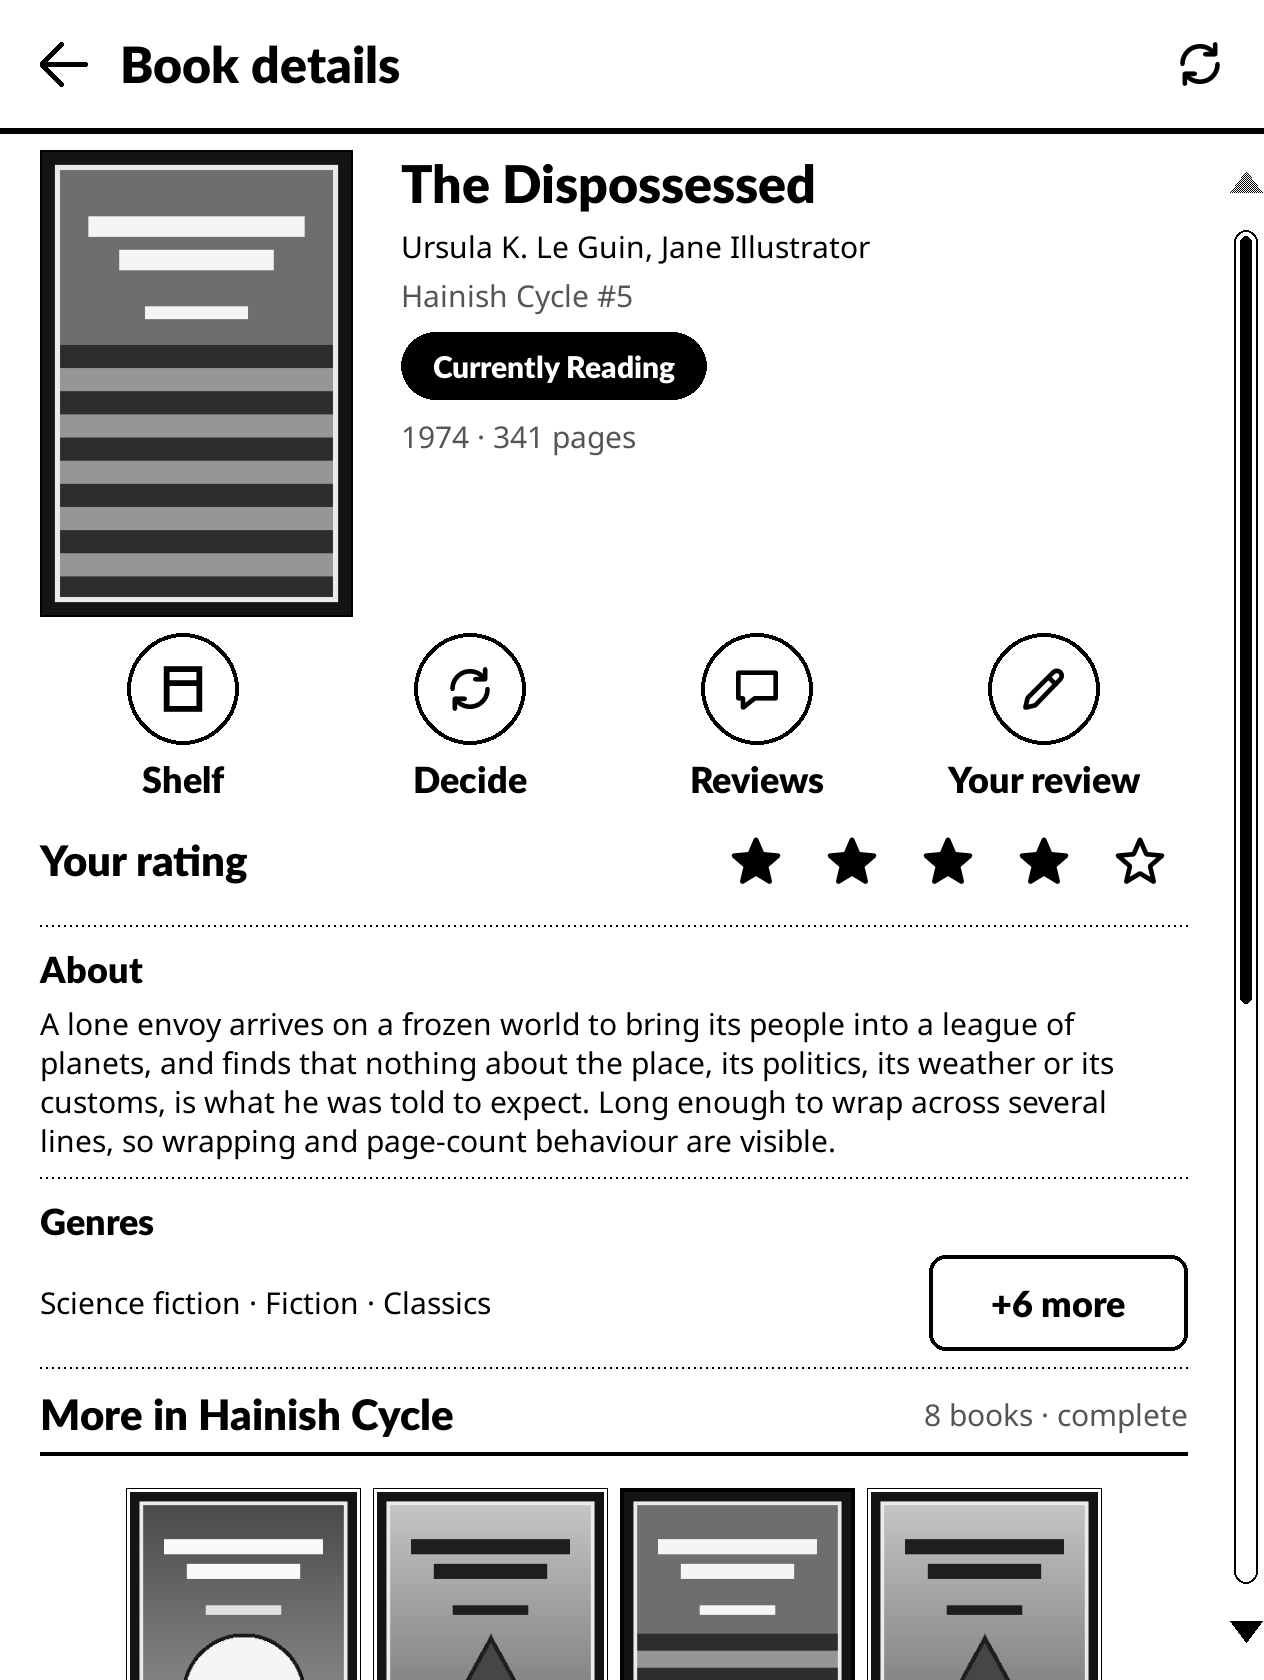 Book details
The Dispossessed
Ursula K. Le Guin, Jane Illustrator
Hainish Cycle #5
Currently Reading
1974 · 341 pages
Shelf
Decide
Reviews
Your review
Your rating
About
A lone envoy arrives on a frozen world to bring its people into a league of
planets, and finds that nothing about the place, its politics, its weather or its
customs, is what he was told to expect. Long enough to wrap across several
lines, so wrapping and page-count behaviour are visible.
Genres
Science fiction · Fiction · Classics
+6 more
More in Hainish Cycle
8 books · complete